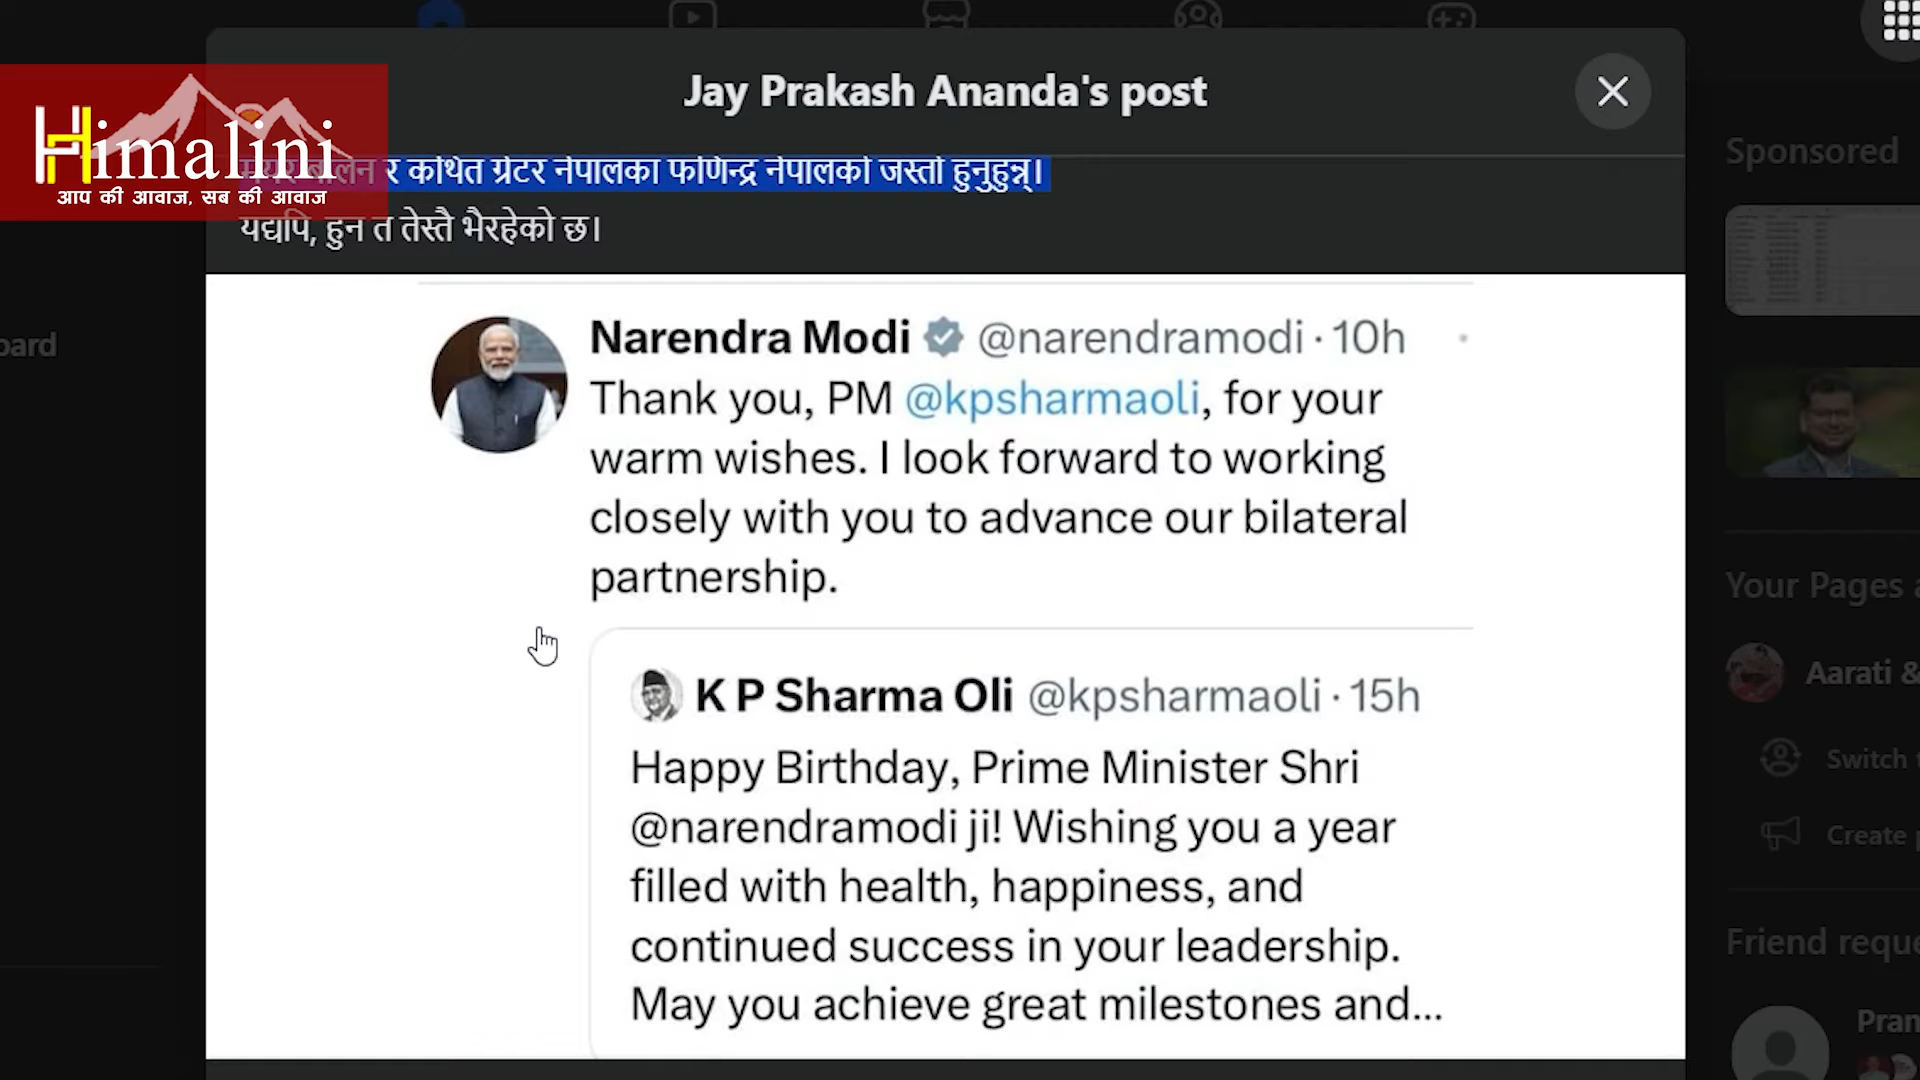 Jay Prakash Ananda's post
Himalini
आप की आवाज, सब की आवाज
र कथित ग्रेटर नेपालका फणिन्द्र नेपालको जस्तो हुनुहुन्न्।
यद्यपि, हुन त तेस्तै भैरहेको छ।
Narendra Modi @narendramodi · 10h
Thank you, PM @kpsharmaoli, for your
warm wishes. I look forward to working
closely with you to advance our bilateral
partnership.
K P Sharma Oli @kpsharmaoli · 15h
Happy Birthday, Prime Minister Shri
@narendramodi ji! Wishing you a year
filled with health, happiness, and
continued success in your leadership.
May you achieve great milestones and...
Sponsored
Your Pages
Aarati &
Switch
Create
Friend